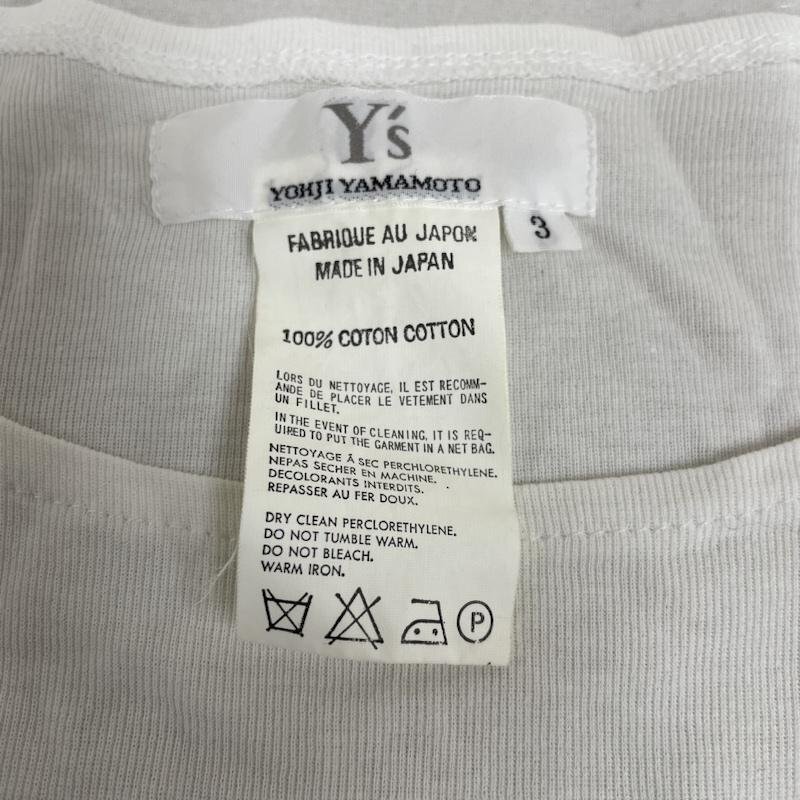 Y's
YOHJI YAMAMOTO
3
FABRIQUE AU JAPON
MADE IN JAPAN
100% COTON COTTON
LORS DU NETTOYAGE, IL EST RECOMM-
ANDE DE PLACER LE VETEMENT DANS
UN FILLET.
IN THE EVENT OF CLEANING, IT IS REQ-
UIRED TO PUT THE GARMENT IN A NET BAG.
NETTOYAGE À SEC PERCHLORETHYLENE.
NEPAS SECHER EN MACHINE.
DECOLORANTS INTERDITS.
REPASSER AU FER DOUX.
DRY CLEAN PERCLORETHYLENE.
DO NOT TUMBLE WARM.
DO NOT BLEACH.
WARM IRON.
P